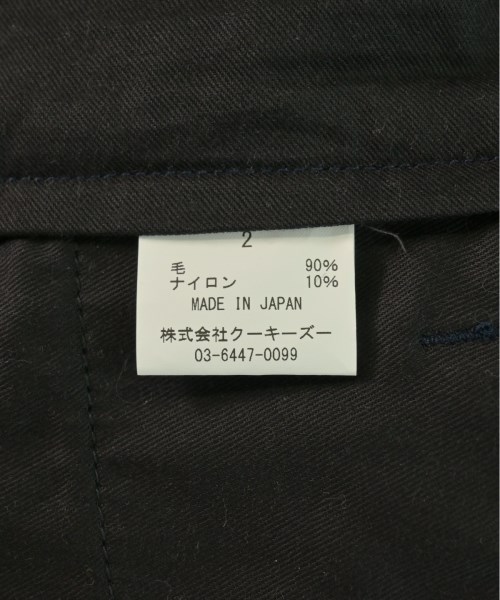 2
毛 90%
ナイロン 10%
MADE IN JAPAN
株式会社クーキーズー
03-6447-0099